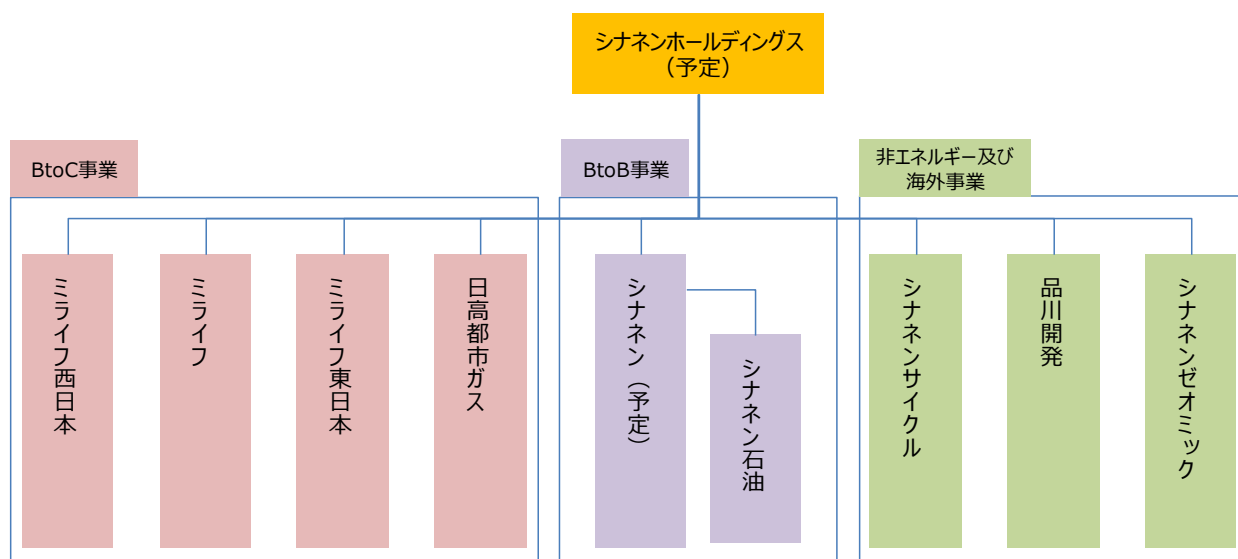 シナネンホールディングス
（予定）
BtoC事業
BtoB事業
非エネルギー及び
海外事業
ミライフ西日本
ミライフ
ミライフ東日本
日高都市ガス
シナネン（予定）
シナネン石油
シナネンサイクル
品川開発
シナネンゼオミック